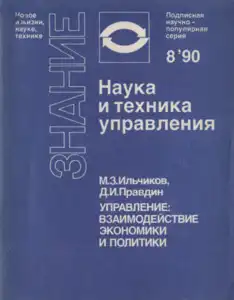 Новое
в жизни,
науке,
технике
ЗНАНИЕ
Подписная
научно-
популярная
серия
8'90
Наука
и техника
управления
М.З.Ильчиков,
Д.И.Правдин
УПРАВЛЕНИЕ:
ВЗАИМОДЕЙСТВИЕ
ЭКОНОМИКИ
И ПОЛИТИКИ